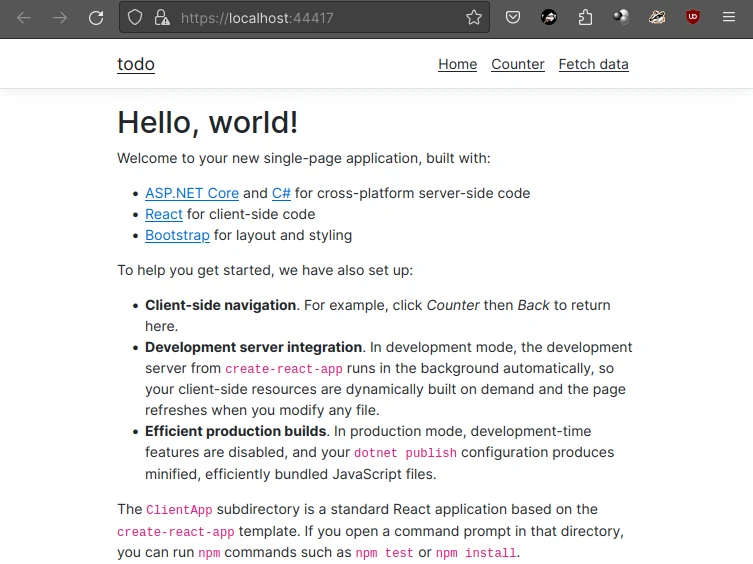 https://localhost:44417
UD
todo
Home Counter Fetch data
Hello, world!
Welcome to your new single-page application, built with:
• ASP.NET Core and C# for cross-platform server-side code
• React for client-side code
• Bootstrap for layout and styling
To help you get started, we have also set up:
• Client-side navigation. For example, click Counter then Back to return
here.
• Development server integration. In development mode, the development
server from create-react-app runs in the background automatically, so
your client-side resources are dynamically built on demand and the page
refreshes when you modify any file.
• Efficient production builds. In production mode, development-time
features are disabled, and your dotnet publish configuration produces
minified, efficiently bundled JavaScript files.
The ClientApp subdirectory is a standard React application based on the
create-react-app template. If you open a command prompt in that directory,
you can run npm commands such as npm test or npm install.